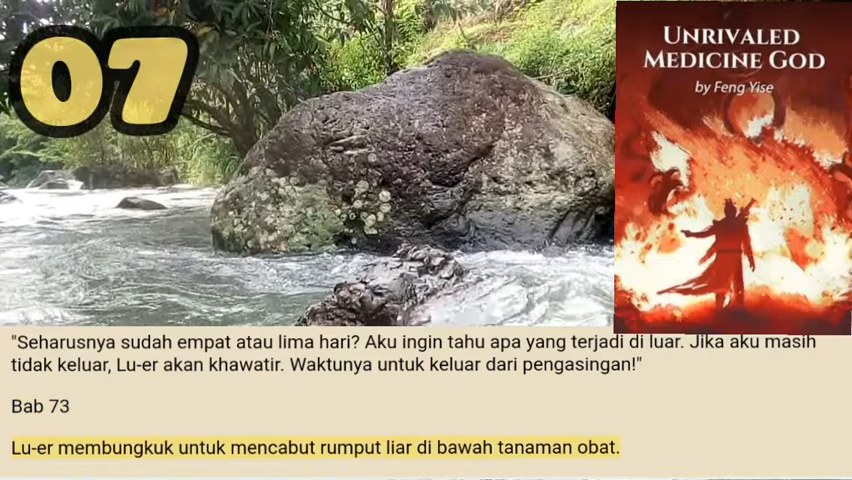 07
UNRIVALED
MEDICINE GOD
by Feng Yise
"Seharusnya sudah empat atau lima hari? Aku ingin tahu apa yang terjadi di luar. Jika aku masih
tidak keluar, Lu-er akan khawatir. Waktunya untuk keluar dari pengasingan!"
Bab 73
Lu-er membungkuk untuk mencabut rumput liar di bawah tanaman obat.